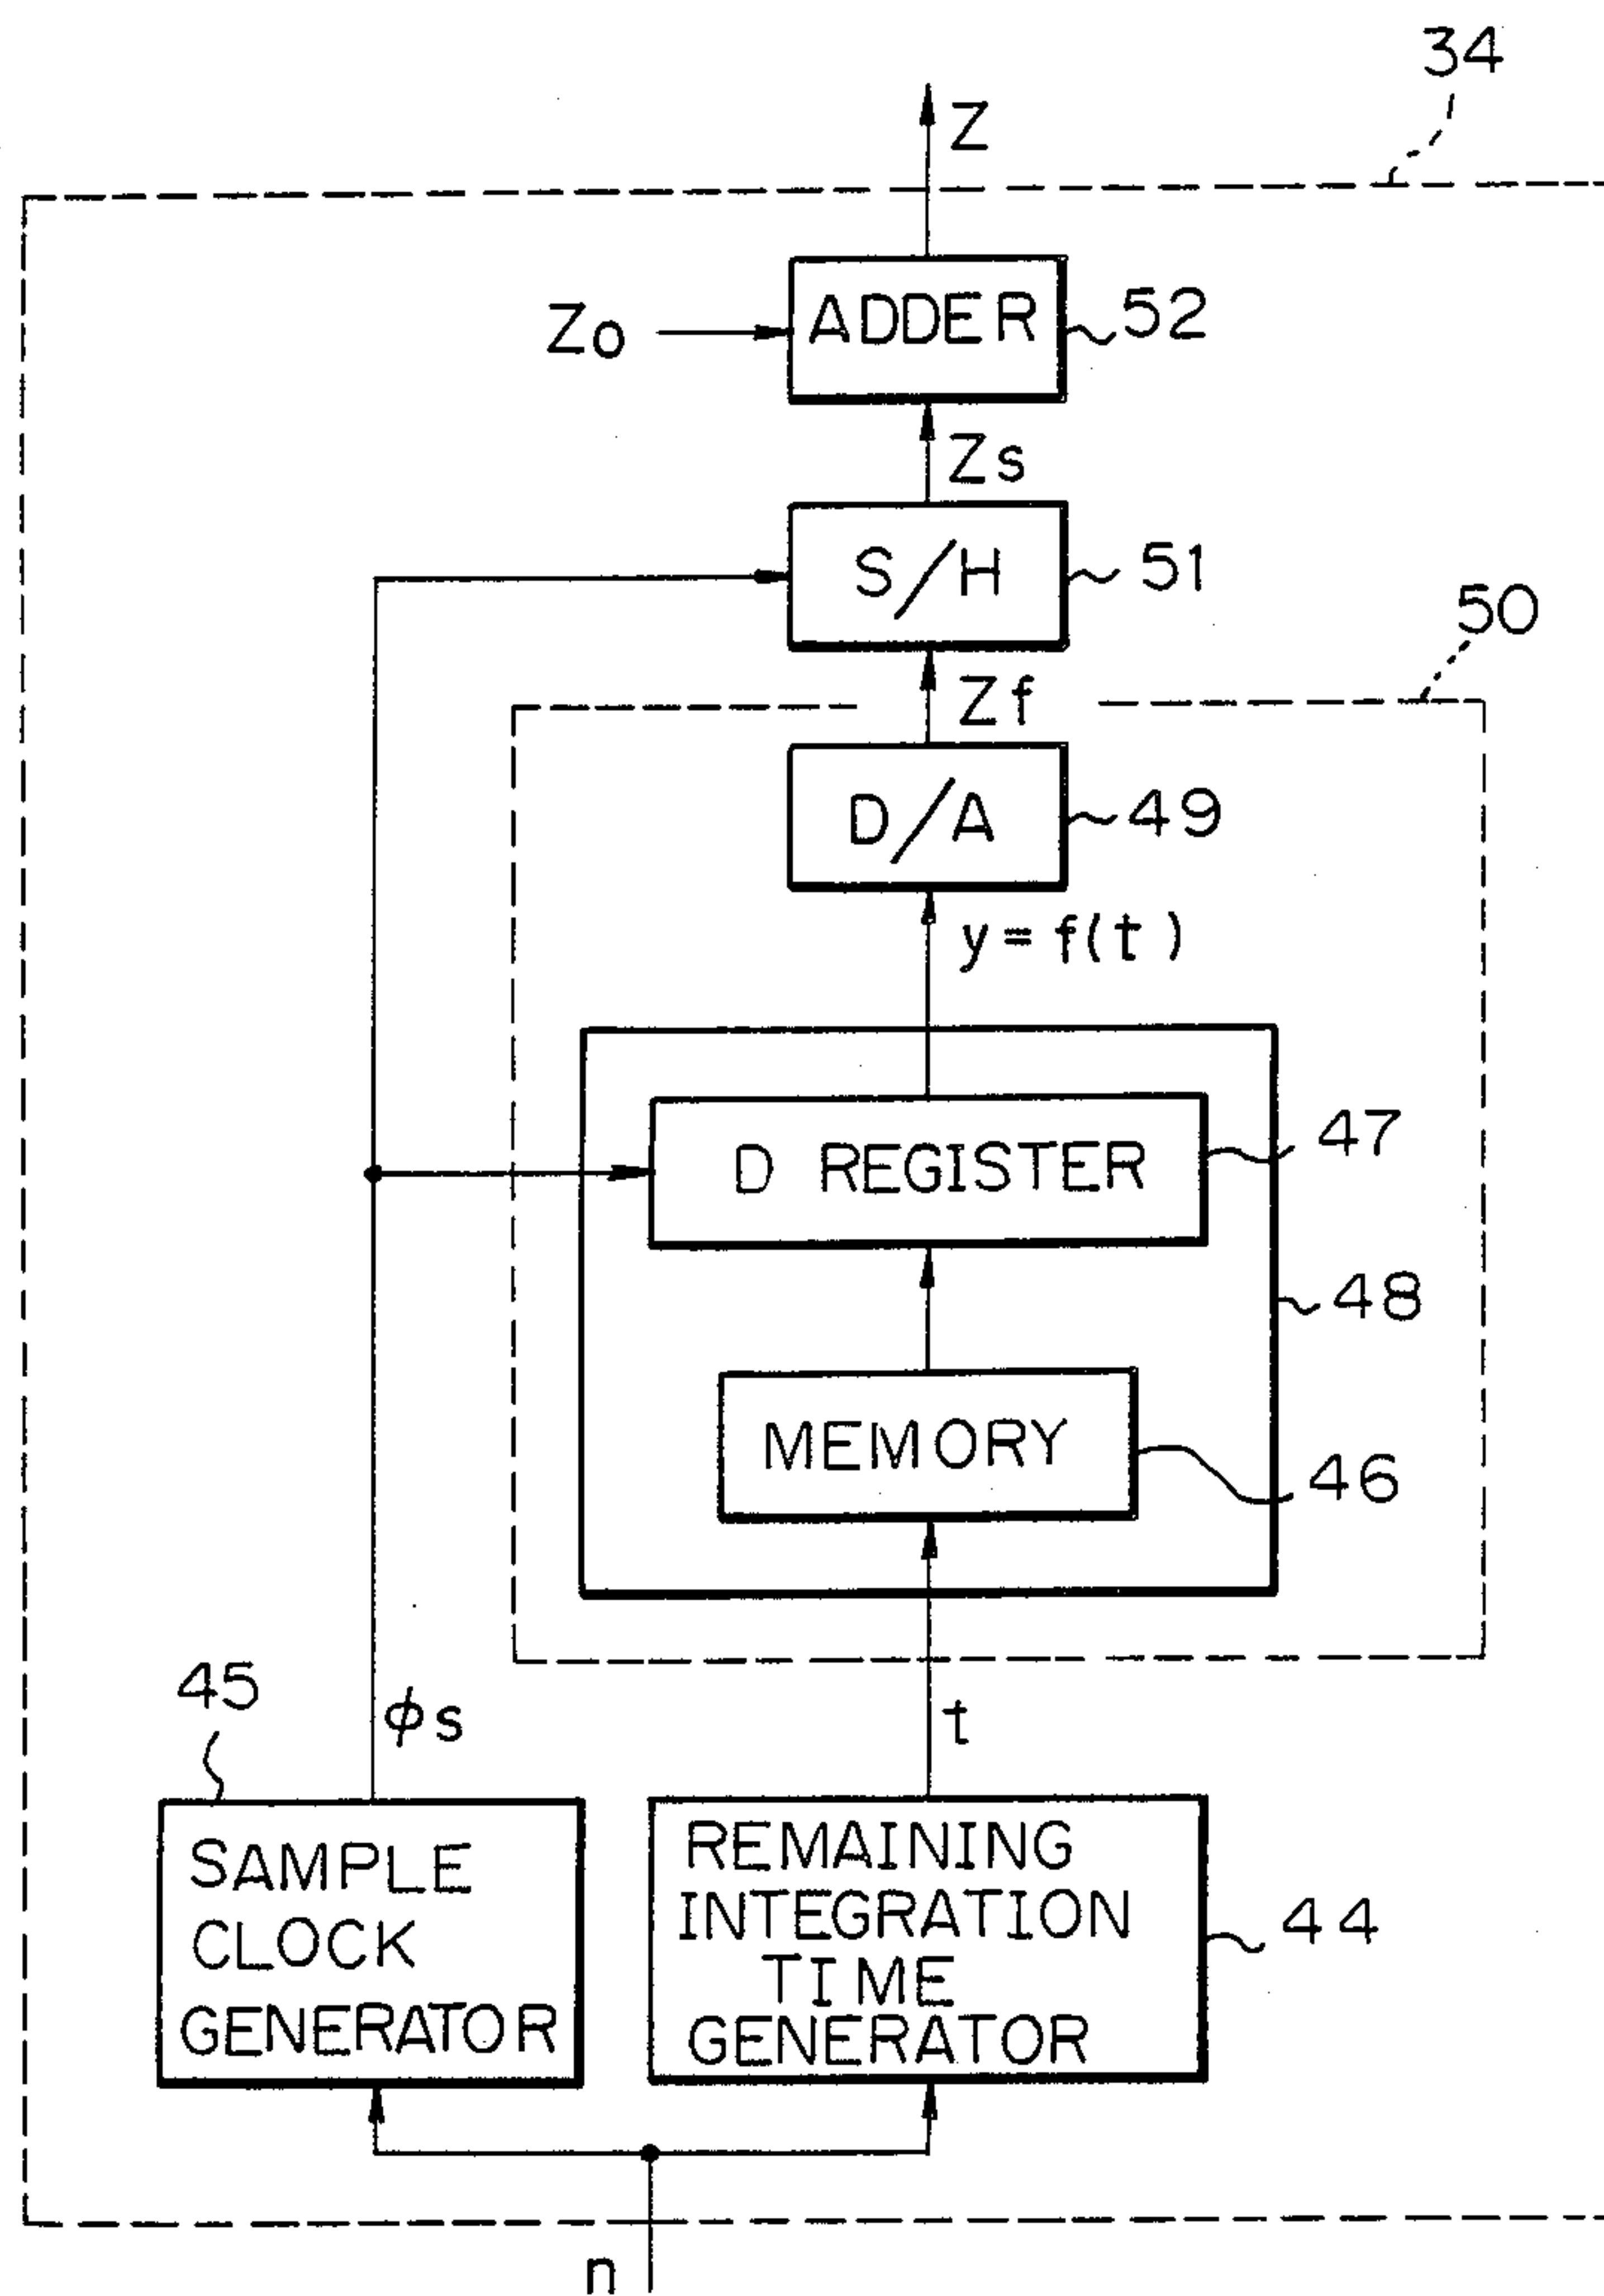 34
Z
Zo
ADDER
52
Zs
S/H
51
50
Zf
D/A
49
y = f(t)
D REGISTER
47
48
MEMORY
46
45
φs
t
SAMPLE
CLOCK
GENERATOR
REMAINING
INTEGRATION
TIME
GENERATOR
44
n